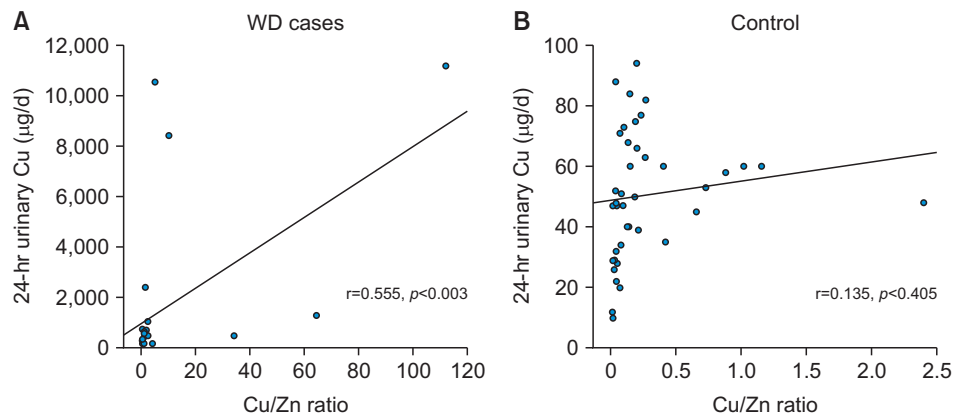 A
WD cases
12,000
10,000
8,000
6,000
4,000
2,000
0
24-hr urinary Cu (μg/d)
r=0.555, p<0.003
0 20 40 60 80 100 120
Cu/Zn ratio
B
Control
100
80
60
40
20
0
24-hr urinary Cu (μg/d)
r=0.135, p<0.405
0 0.5 1.0 1.5 2.0 2.5
Cu/Zn ratio